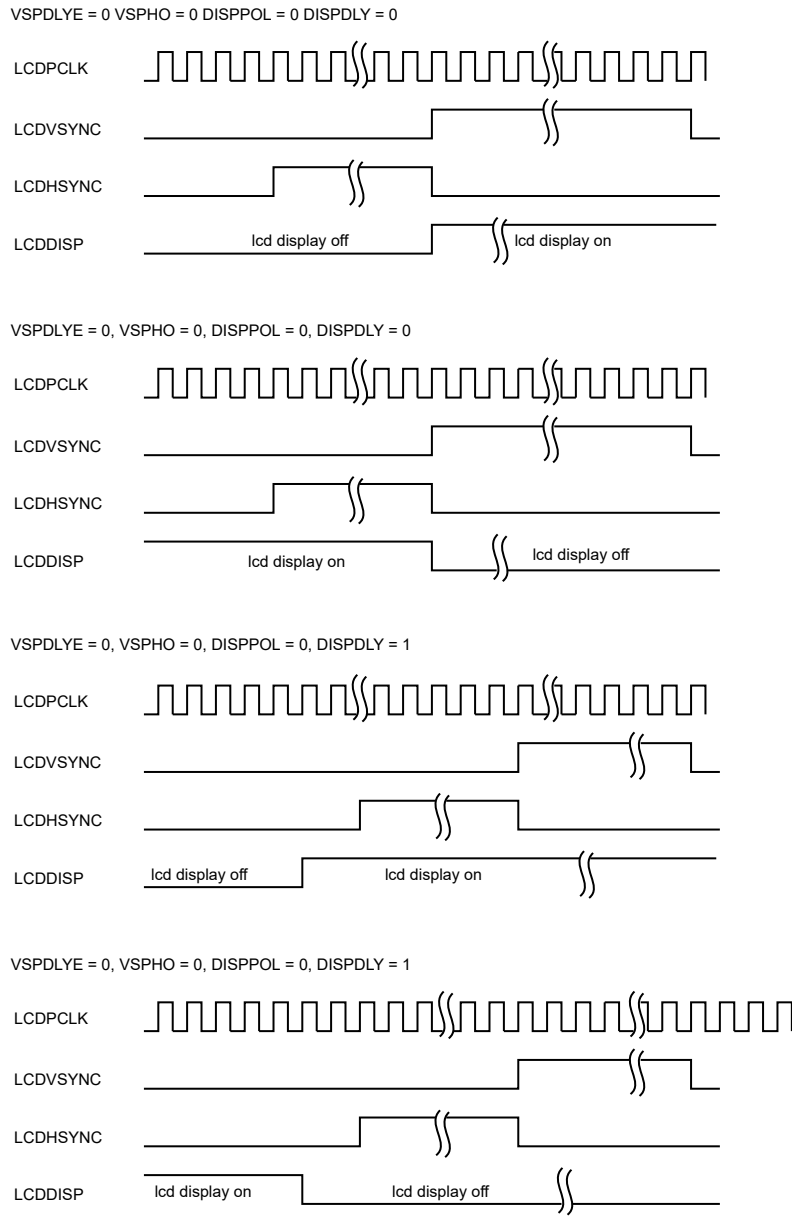 VSPDLYE = 0 VSPHO = 0 DISPPOL = 0 DISPDLY = 0
LCDPCLK
LCDVSYNC
LCDHSYNC
LCDDISP lcd display off lcd display on
VSPDLYE = 0, VSPHO = 0, DISPPOL = 0, DISPDLY = 0
LCDPCLK
LCDVSYNC
LCDHSYNC
LCDDISP lcd display on lcd display off
VSPDLYE = 0, VSPHO = 0, DISPPOL = 0, DISPDLY = 1
LCDPCLK
LCDVSYNC
LCDHSYNC
LCDDISP lcd display off lcd display on
VSPDLYE = 0, VSPHO = 0, DISPPOL = 0, DISPDLY = 1
LCDPCLK
LCDVSYNC
LCDHSYNC
LCDDISP lcd display on lcd display off